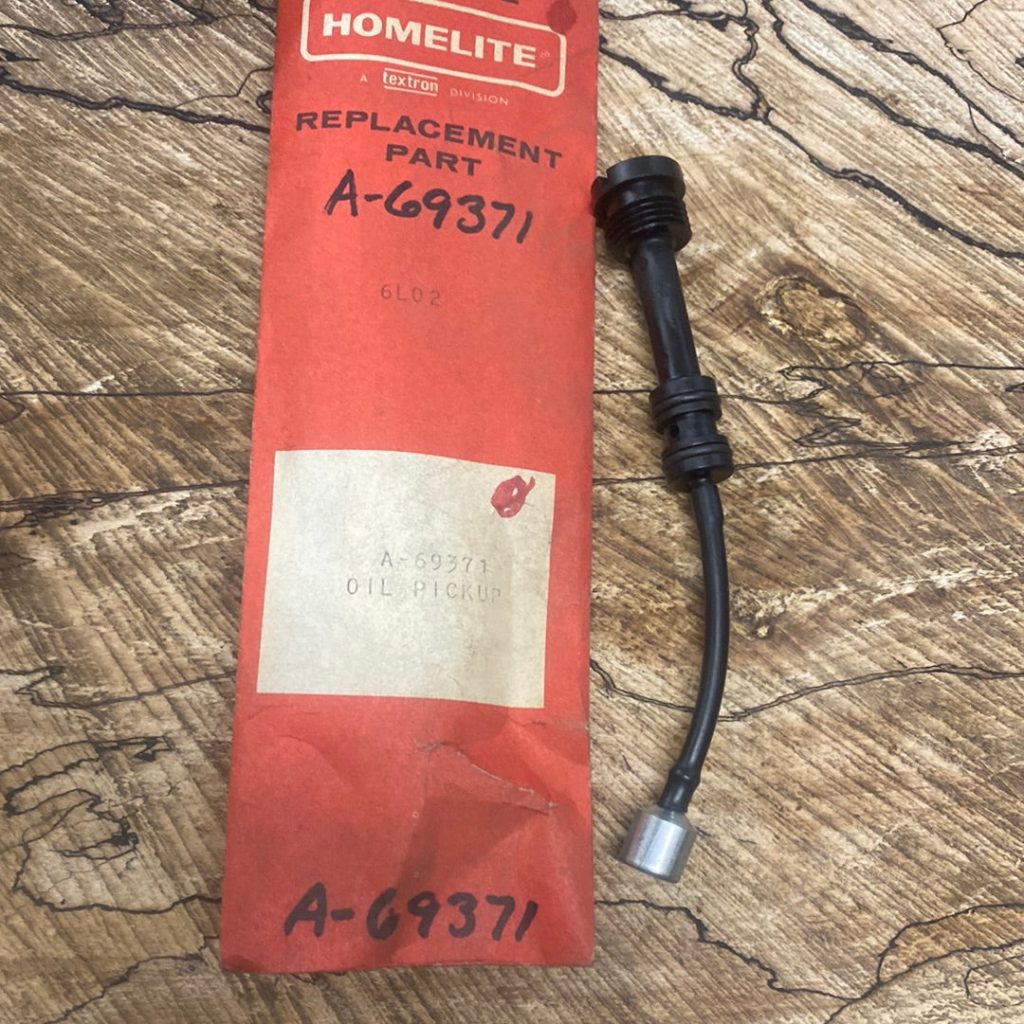 HOMELITE®
A textron DIVISION
REPLACEMENT
PART
A-69371
6L02
A-69371
OIL PICKUP
A-69371